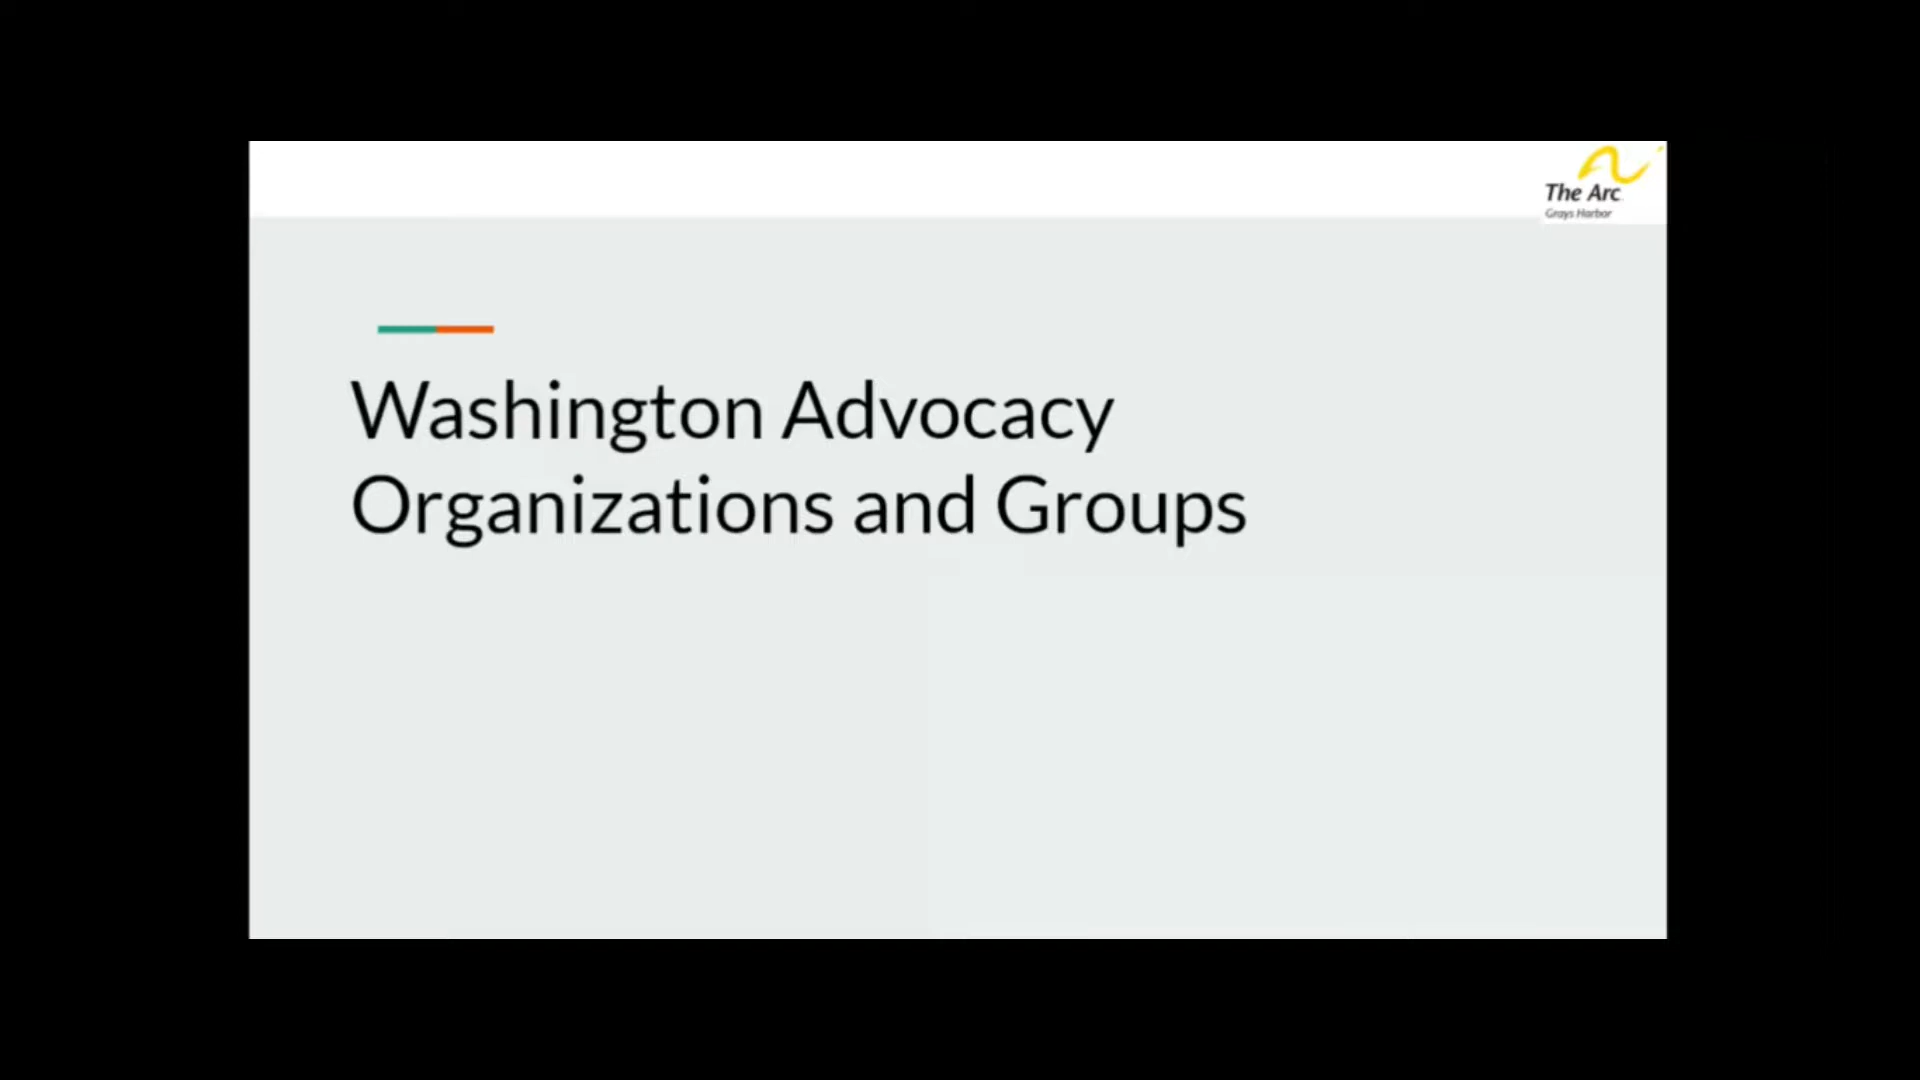 The Arc
Grays Harbor
Washington Advocacy
Organizations and Groups